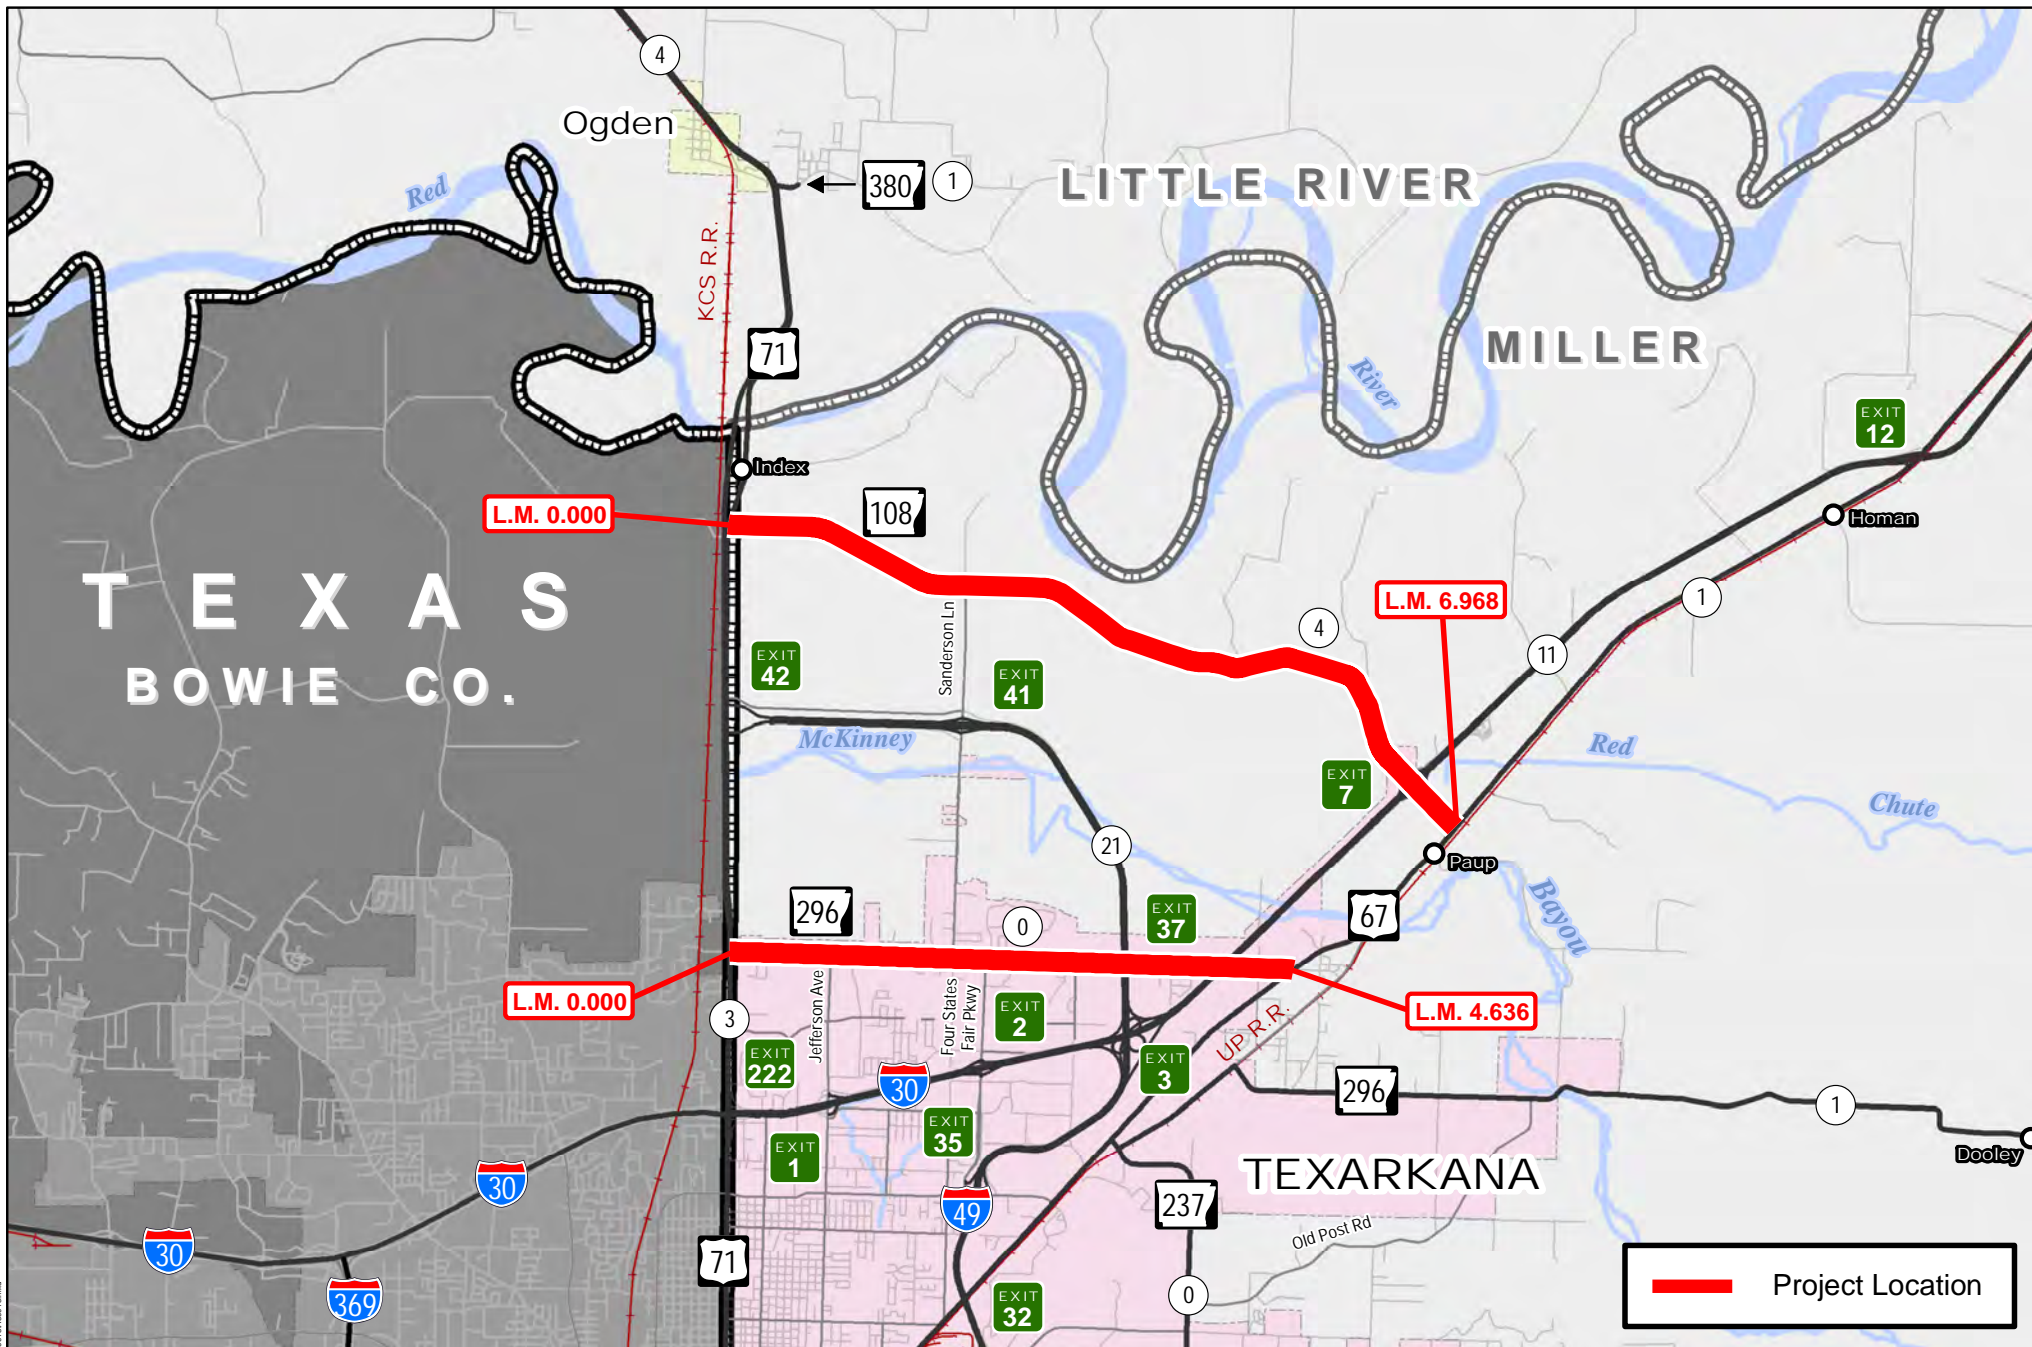 4
Ogden
380
1
LITTLE RIVER
Red
KCS R.R.
71
MILLER
River
EXIT
12
Index
L.M. 0.000
108
Homan
TEXAS
BOWIE CO.
L.M. 6.968
1
4
Sanderson Ln
11
EXIT
42
EXIT
41
McKinney
Red
EXIT
7
Chute
21
Paup
Bayou
296
0
EXIT
37
67
L.M. 0.000
L.M. 4.636
3
Jefferson Ave
Four States
Fair Pkwy
EXIT
2
UP R.R.
EXIT
222
30
EXIT
3
296
1
EXIT
35
EXIT
1
Dooley
TEXARKANA
30
49
237
Old Post Rd
30
71
369
0
EXIT
32
Project Location